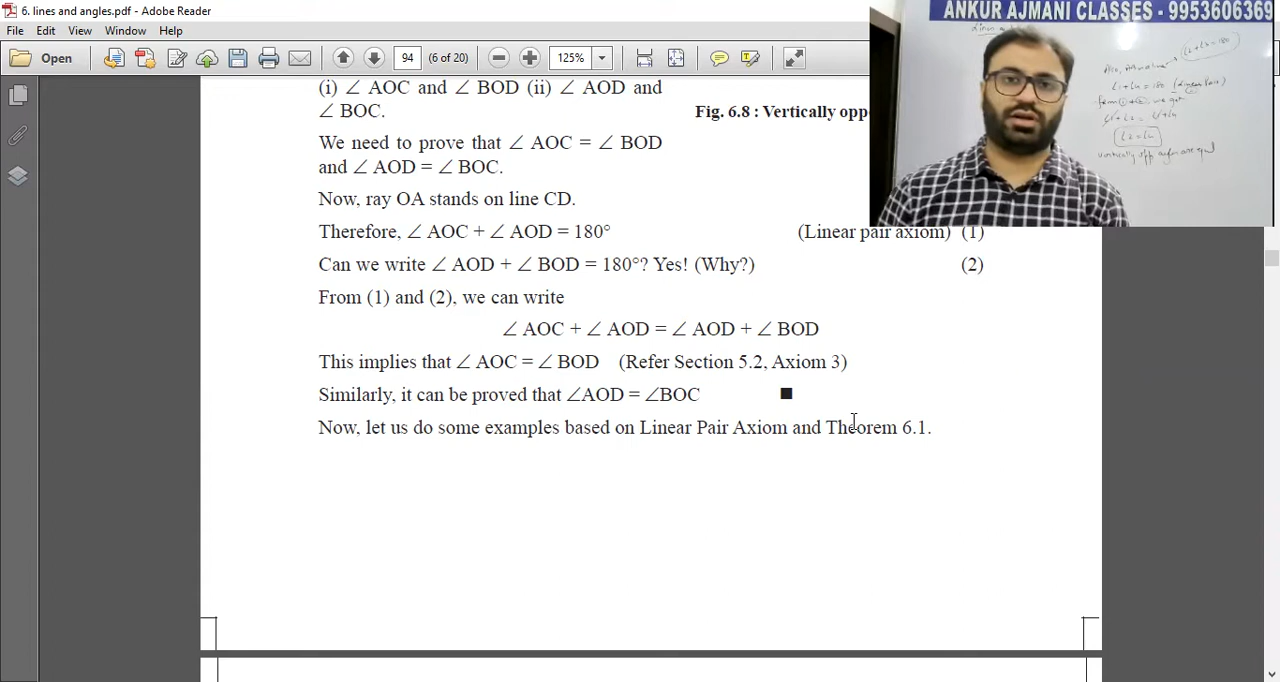 6. lines and angles.pdf - Adobe Reader
File Edit View Window Help
Open 94 (6 of 20) 125%
ANKUR AJMANI CLASSES - 9953606369
(i) ∠ AOC and ∠ BOD (ii) ∠ AOD and
∠ BOC.
Fig. 6.8 : Vertically opp
We need to prove that ∠ AOC = ∠ BOD
and ∠ AOD = ∠ BOC.
Now, ray OA stands on line CD.
Therefore, ∠ AOC + ∠ AOD = 180° (Linear pair axiom) (1)
Can we write ∠ AOD + ∠ BOD = 180°? Yes! (Why?) (2)
From (1) and (2), we can write
∠ AOC + ∠ AOD = ∠ AOD + ∠ BOD
This implies that ∠ AOC = ∠ BOD (Refer Section 5.2, Axiom 3)
Similarly, it can be proved that ∠AOD = ∠BOC ■
Now, let us do some examples based on Linear Pair Axiom and Theorem 6.1.